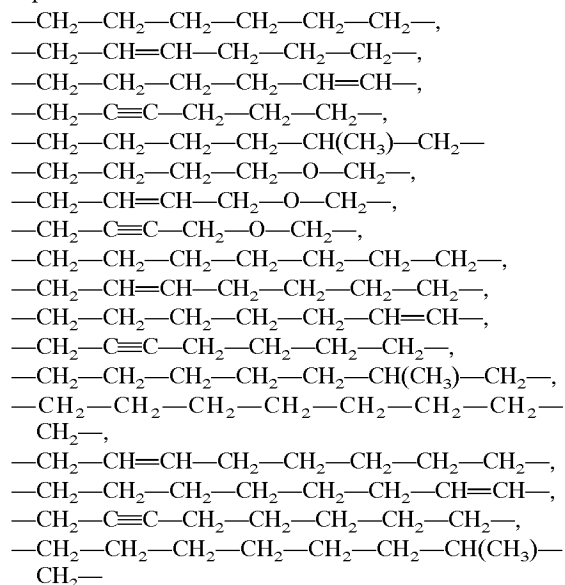 —CH₂—CH₂—CH₂—CH₂—CH₂—CH₂—,
—CH₂—CH=CH—CH₂—CH₂—CH₂—,
—CH₂—CH₂—CH₂—CH₂—CH=CH—,
—CH₂—C≡C—CH₂—CH₂—CH₂—,
—CH₂—CH₂—CH₂—CH₂—CH(CH₃)—CH₂—
—CH₂—CH₂—CH₂—CH₂—O—CH₂—,
—CH₂—CH=CH—CH₂—O—CH₂—,
—CH₂—C≡C—CH₂—O—CH₂—,
—CH₂—CH₂—CH₂—CH₂—CH₂—CH₂—CH₂—,
—CH₂—CH=CH—CH₂—CH₂—CH₂—CH₂—,
—CH₂—CH₂—CH₂—CH₂—CH₂—CH=CH—,
—CH₂—C≡C—CH₂—CH₂—CH₂—CH₂—,
—CH₂—CH₂—CH₂—CH₂—CH₂—CH(CH₃)—CH₂—,
—CH₂—CH₂—CH₂—CH₂—CH₂—CH₂—CH₂—
CH₂—,
—CH₂—CH=CH—CH₂—CH₂—CH₂—CH₂—CH₂—,
—CH₂—CH₂—CH₂—CH₂—CH₂—CH₂—CH=CH—,
—CH₂—C≡C—CH₂—CH₂—CH₂—CH₂—CH₂—,
—CH₂—CH₂—CH₂—CH₂—CH₂—CH₂—CH(CH₃)—
CH₂—